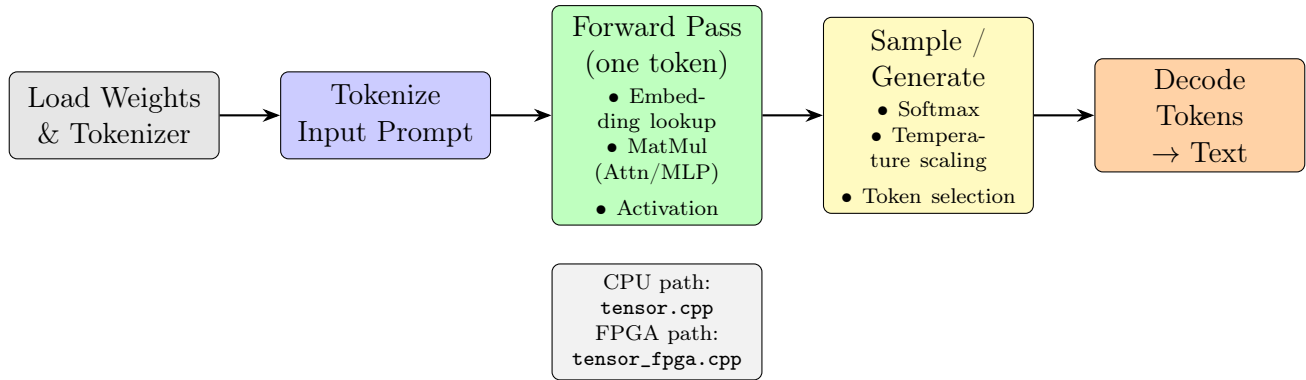 Load Weights
& Tokenizer
Tokenize
Input Prompt
Forward Pass
(one token)
• Embed-
ding lookup
• MatMul
(Attn/MLP)
• Activation
Sample /
Generate
• Softmax
• Tempera-
ture scaling
• Token selection
Decode
Tokens
→ Text
CPU path:
tensor.cpp
FPGA path:
tensor_fpga.cpp